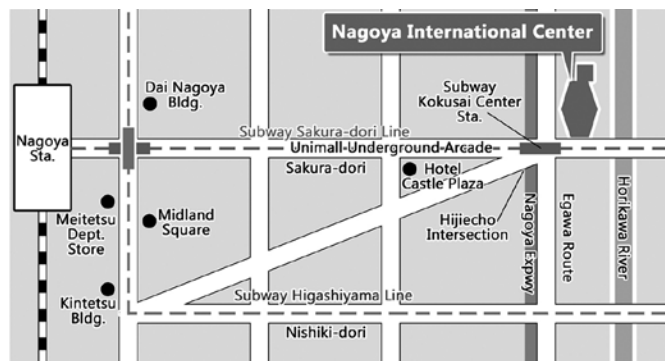 Nagoya International Center
Dai Nagoya
Bldg.
Subway
Kokusai Center
Sta.
Nagoya
Sta.
Subway Sakura-dori Line
Unimall Underground Arcade
Sakura-dori
Hotel
Castle Plaza
Meitetsu
Dept.
Store
Midland
Square
Hijiecho
Intersection
Nagoya Expwy
Egawa Route
Horikawa River
Kintetsu
Bldg.
Subway Higashiyama Line
Nishiki-dori